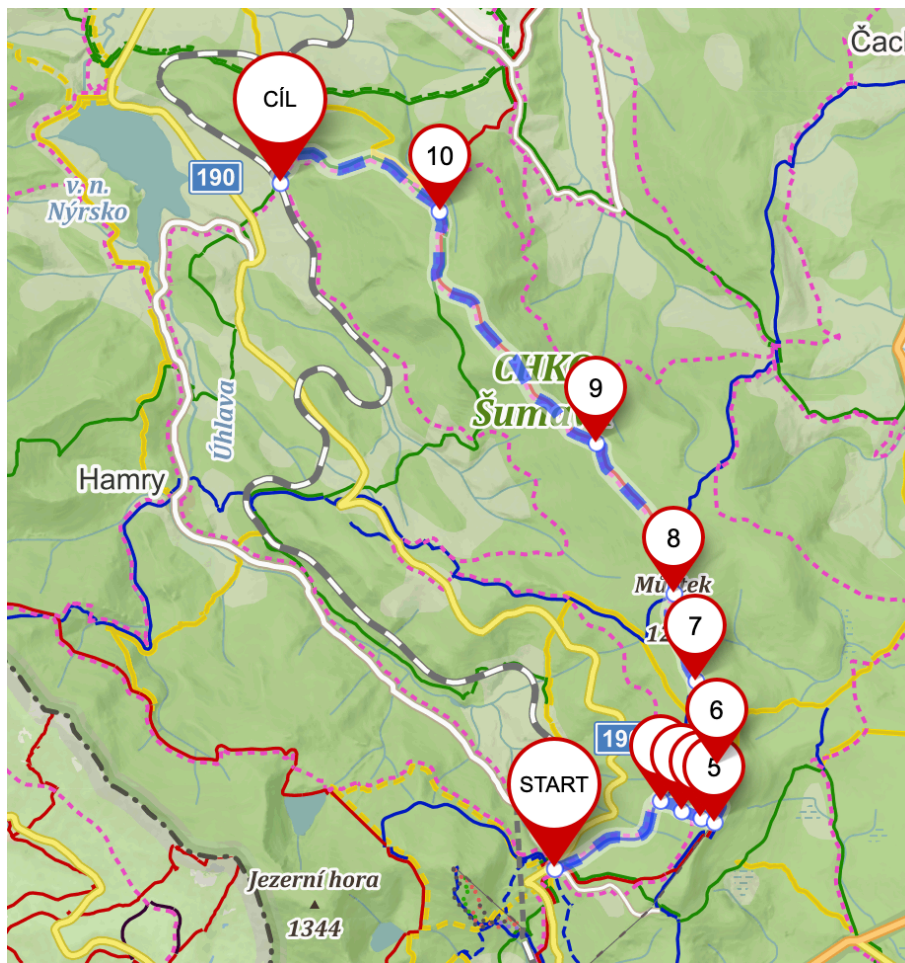 Čach
CÍL
10
190
v. n.
Nýrsko
CHKO
Šumava
9
Úhlava
Hamry
8
Můstek
7
6
190
5
START
Jezerní hora
1344